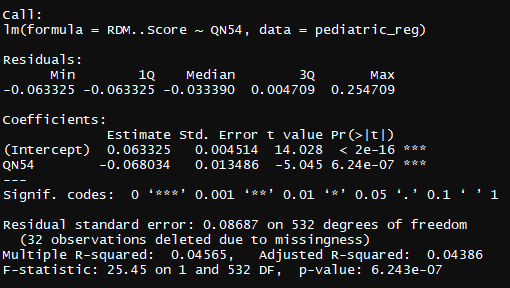 Call:
lm(formula = RDM..Score ~ QN54, data = pediatric_reg)
Residuals:
Min 1Q Median 3Q Max
-0.063325 -0.063325 -0.033390 0.004709 0.254709
Coefficients:
Estimate Std. Error t value Pr(>|t|)
(Intercept) 0.063325 0.004514 14.028 < 2e-16 ***
QN54 -0.068034 0.013486 -5.045 6.24e-07 ***
---
Signif. codes: 0 ‘***’ 0.001 ‘**’ 0.01 ‘*’ 0.05 ‘.’ 0.1 ‘ ’ 1
Residual standard error: 0.08687 on 532 degrees of freedom
(32 observations deleted due to missingness)
Multiple R-squared: 0.04565, Adjusted R-squared: 0.04386
F-statistic: 25.45 on 1 and 532 DF, p-value: 6.243e-07